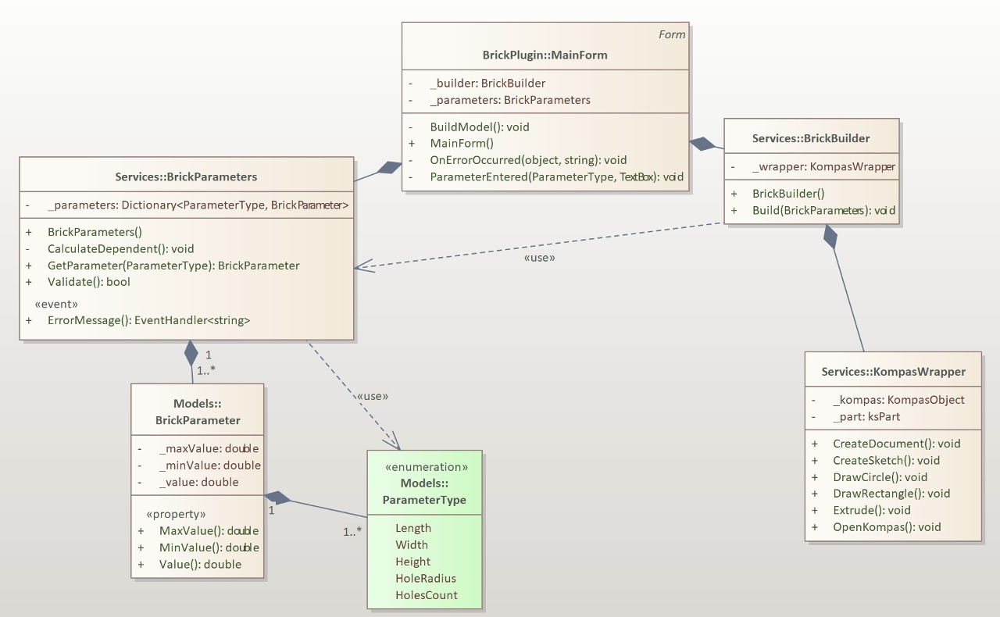 Form
BrickPlugin::MainForm
- _builder: BrickBuilder
- _parameters: BrickParameters
- BuildModel(): void
+ MainForm()
- OnErrorOccurred(object, string): void
- ParameterEntered(ParameterType, TextBox): void
Services::BrickBuilder
- _wrapper: KompasWrapper
+ BrickBuilder()
+ Build(BrickParameters): void
Services::BrickParameters
- _parameters: Dictionary<ParameterType, BrickParameter>
+ BrickParameters()
- CalculateDependent(): void
+ GetParameter(ParameterType): BrickParameter
+ Validate(): bool
«event»
+ ErrorMessage(): EventHandler<string>
«use»
1
1..*
«use»
Models::
BrickParameter
- _maxValue: double
- _minValue: double
- _value: double
«property»
+ MaxValue(): double
+ MinValue(): double
+ Value(): double
1
1..*
«enumeration»
Models::
ParameterType
Length
Width
Height
HoleRadius
HolesCount
Services::KompasWrapper
- _kompas: KompasObject
- _part: ksPart
+ CreateDocument(): void
+ CreateSketch(): void
+ DrawCircle(): void
+ DrawRectangle(): void
+ Extrude(): void
+ OpenKompas(): void